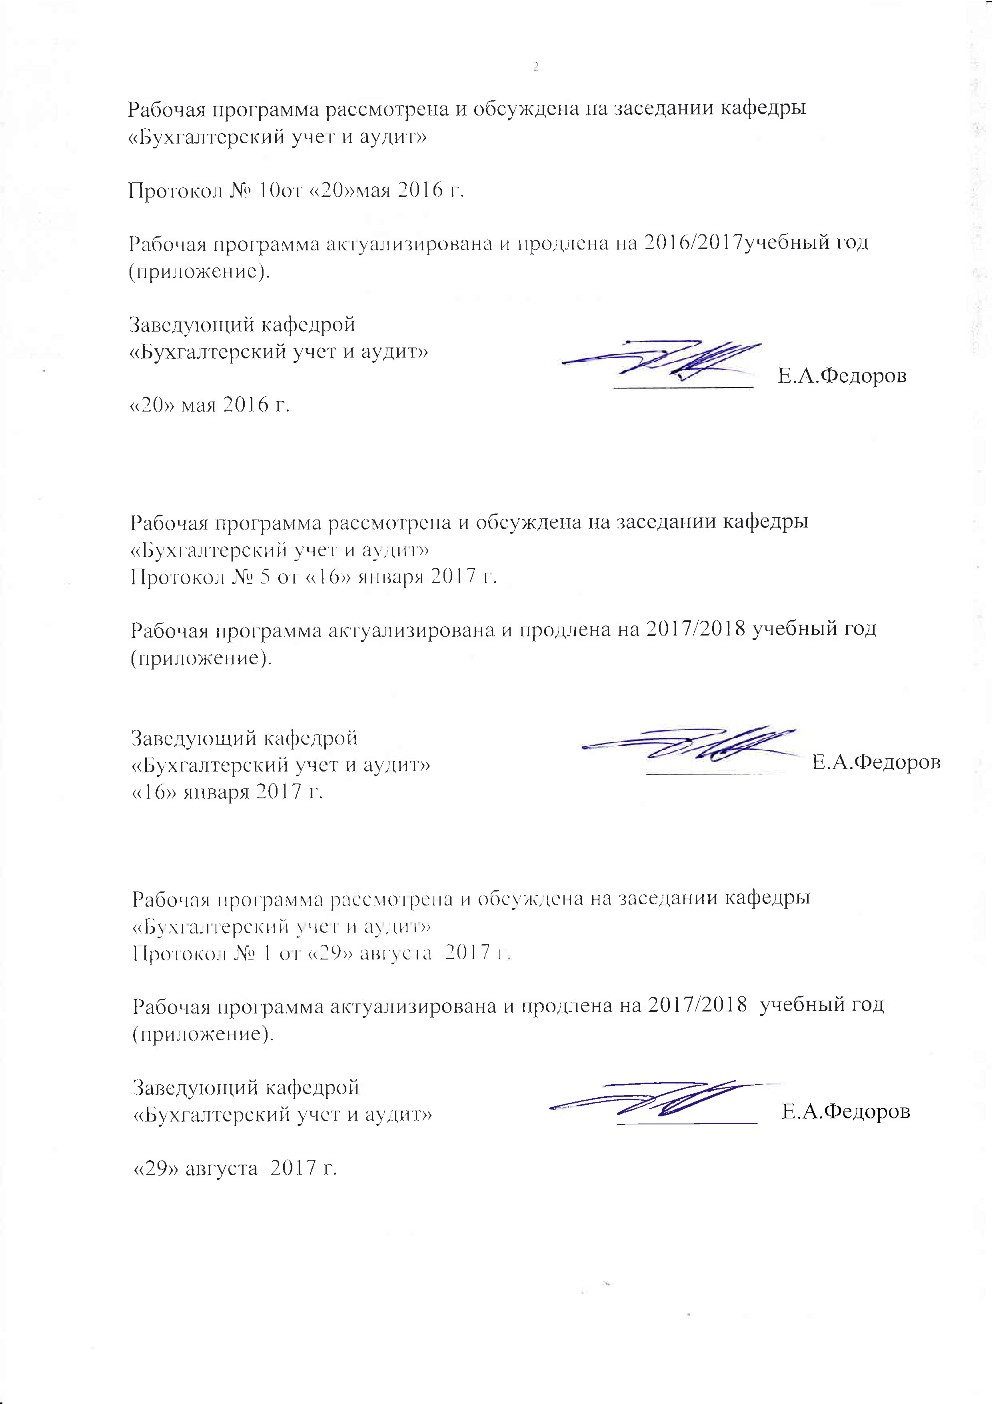 2
Рабочая программа рассмотрена и обсуждена на заседании кафедры
«Бухгалтерский учет и аудит»
Протокол № 10от «20»мая 2016 г.
Рабочая программа актуализирована и продлена на 2016/2017учебный год
(приложение).
Заведующий кафедрой
«Бухгалтерский учет и аудит»
Е.А.Федоров
«20» мая 2016 г.
Рабочая программа рассмотрена и обсуждена на заседании кафедры
«Бухгалтерский учет и аудит»
Протокол № 5 от «16» января 2017 г.
Рабочая программа актуализирована и продлена на 2017/2018 учебный год
(приложение).
Заведующий кафедрой
«Бухгалтерский учет и аудит» Е.А.Федоров
«16» января 2017 г.
Рабочая программа рассмотрена и обсуждена на заседании кафедры
«Бухгалтерский учет и аудит»
Протокол № 1 от «29» августа 2017 г.
Рабочая программа актуализирована и продлена на 2017/2018 учебный год
(приложение).
Заведующий кафедрой
«Бухгалтерский учет и аудит» Е.А.Федоров
«29» августа 2017 г.